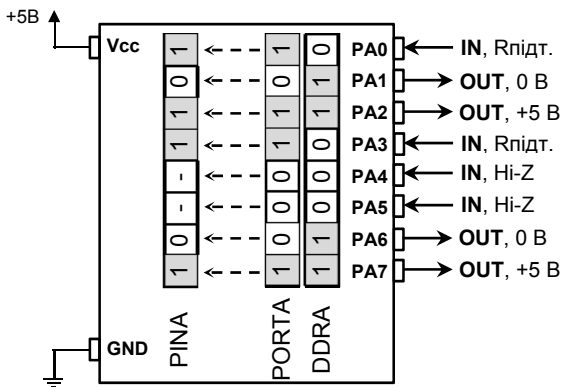 +5В
Vcc 1 1 0 PA0 IN, Rпідт.
0 0 1 PA1 OUT, 0 В
1 1 1 PA2 OUT, +5 В
1 1 0 PA3 IN, Rпідт.
- 0 0 PA4 IN, Hi-Z
- 0 0 PA5 IN, Hi-Z
0 0 1 PA6 OUT, 0 В
1 1 1 PA7 OUT, +5 В
GND PINA PORTA DDRA